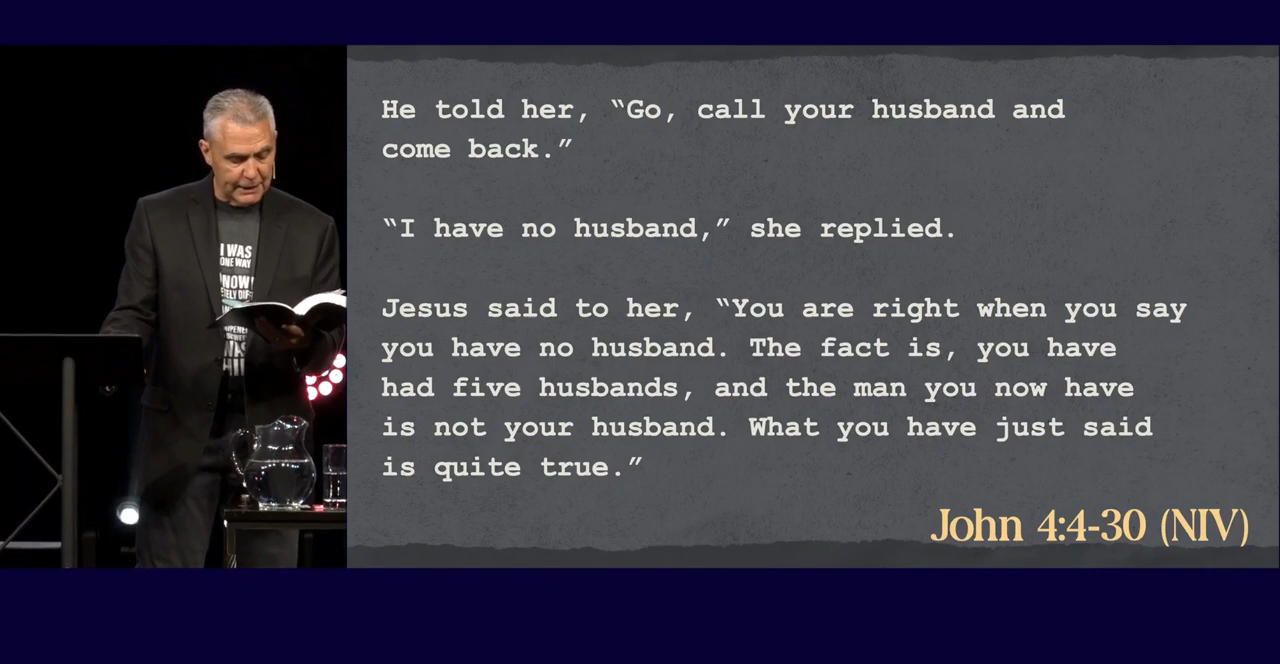 He told her, “Go, call your husband and
come back.”
“I have no husband,” she replied.
Jesus said to her, “You are right when you say
you have no husband. The fact is, you have
had five husbands, and the man you now have
is not your husband. What you have just said
is quite true.”
John 4:4-30 (NIV)
I WAS
ONE WAY